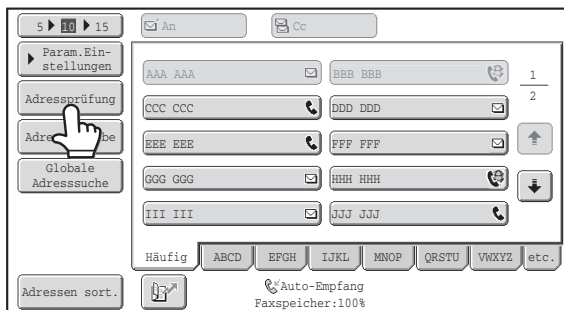 5 10 15
An
Cc
Param.Ein-
stellungen
Adressprüfung
Adre be
Globale
Adresssuche
Adressen sort.
AAA AAA
BBB BBB
CCC CCC
DDD DDD
EEE EEE
FFF FFF
GGG GGG
HHH HHH
III III
JJJ JJJ
1
2
Häufig
ABCD
EFGH
IJKL
MNOP
QRSTU
VWXYZ
etc.
Auto-Empfang
Faxspeicher:100%